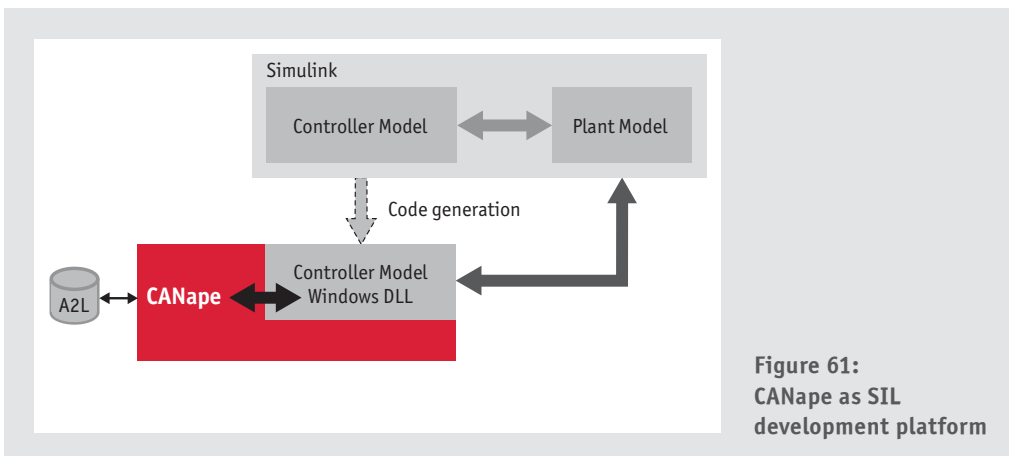 Simulink
Controller Model
Plant Model
Code generation
A2L
CANape
Controller Model
Windows DLL
Figure 61:
CANape as SIL
development platform